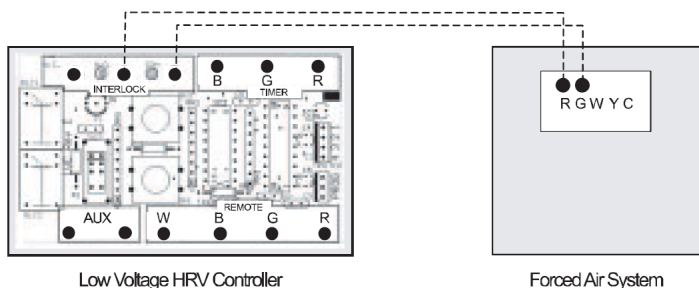 INTERLOCK
B G R
TIMER
R G W Y C
AUX
REMOTE
W B G R
Low Voltage HRV Controller
Forced Air System